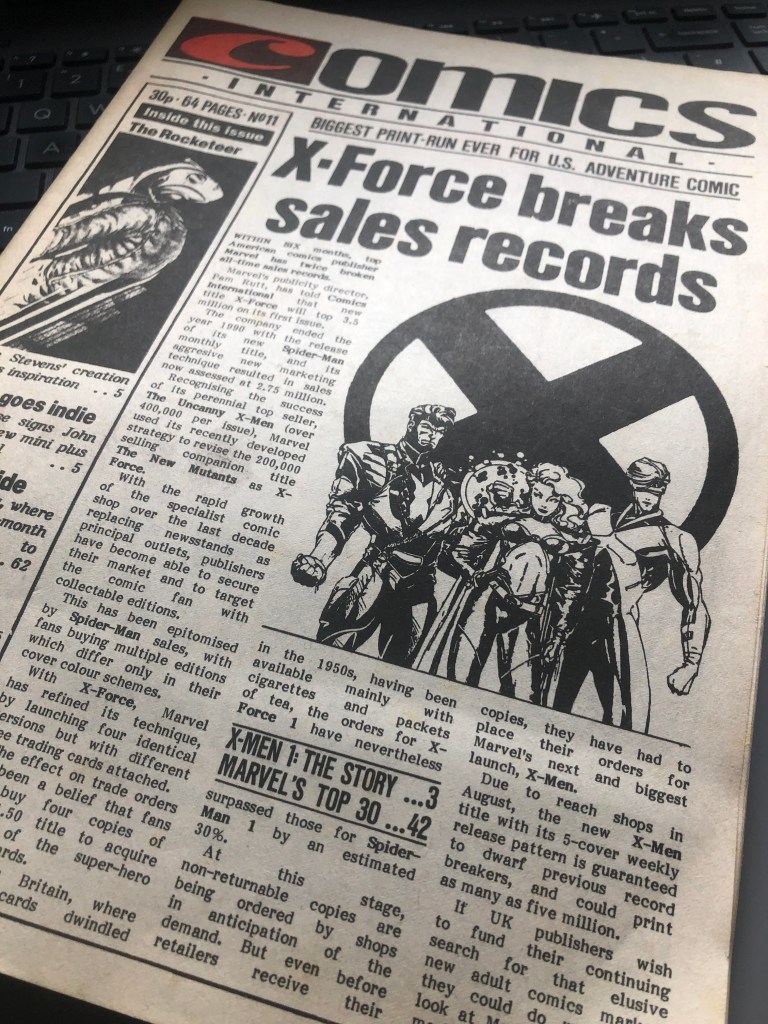 COMICS
· INTERNATIONAL ·
30p · 64 PAGES · Nº11
BIGGEST PRINT-RUN EVER FOR U.S. ADVENTURE COMIC
Inside this issue
The Rocketeer
Stevens' creation
s inspiration . . 5
goes indie
se signs John
ew mini plus
. . 5
ide
, where
month
to
. 62
X-Force breaks
sales records
WITHIN SIX months, top
American comics publisher
Marvel has twice broken
all-time sales records.
Marvel's publicity director,
Pam Rutt, has told Comics
International that new
title X-Force will top 3.5
million on its first issue.
The company ended the
year 1990 with the release
of its new Spider-Man
monthly title, and its
aggresive new marketing
technique resulted in sales
now assessed at 2.75 million.
Recognising the success
of its perennial top seller,
The Uncanny X-Men (over
400,000 per issue), Marvel
used its recently developed
strategy to revise the 200,000
selling companion title
The New Mutants as X-
Force.
With the rapid growth
of the specialist comic
shop over the last decade
replacing newsstands as
principal outlets, publishers
have become able to secure
their market and to target
the comic fan with
collectable editions.
This has been epitomised
by Spider-Man sales, with
fans buying multiple editions
which differ only in their
cover colour schemes.
With X-Force, Marvel
has refined its technique,
by launching four identical
ersions but with different
ee trading cards attached.
he effect on trade orders
been a belief that fans
buy four copies of
.50 title to acquire
of the super-hero
rds.
Britain, where
cards dwindled
in the 1950s, having been
available mainly with
cigarettes and packets
of tea, the orders for X-
Force 1 have nevertheless
X-MEN 1: THE STORY ...3
MARVEL'S TOP 30 ...42
surpassed those for Spider-
Man 1 by an estimated
30%.
At this stage,
non-returnable copies are
being ordered by shops
in anticipation of the
demand. But even before
retailers receive their
copies, they have had to
place their orders for
Marvel's next and biggest
launch, X-Men.
Due to reach shops in
August, the new X-Men
title with its 5-cover weekly
release pattern is guaranteed
to dwarf previous record
breakers, and could print
as many as five million.
If UK publishers wish
to fund their continuing
search for that elusive
new adult comics mark
they could do
look at M